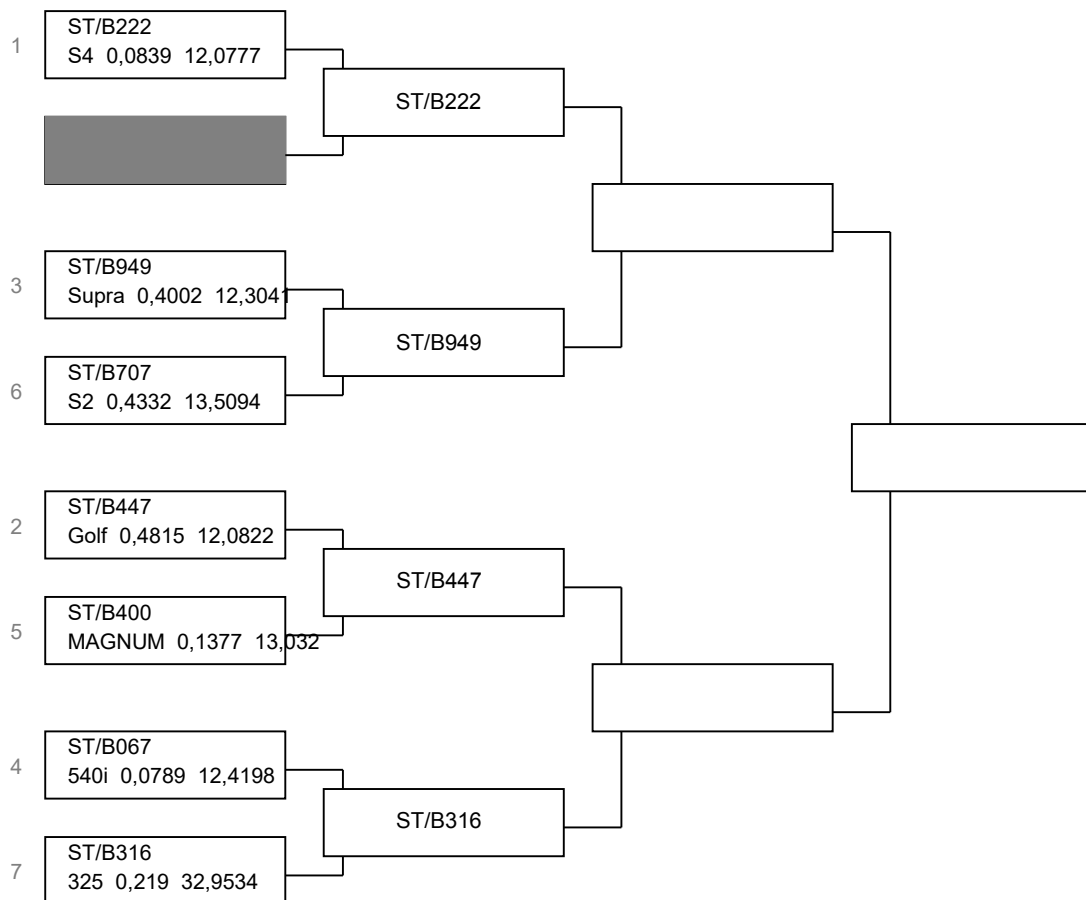 1
ST/B222
S4 0,0839 12,0777
ST/B222
3
ST/B949
Supra 0,4002 12,3041
ST/B949
6
ST/B707
S2 0,4332 13,5094
2
ST/B447
Golf 0,4815 12,0822
ST/B447
5
ST/B400
MAGNUM 0,1377 13,032
4
ST/B067
540i 0,0789 12,4198
ST/B316
7
ST/B316
325 0,219 32,9534